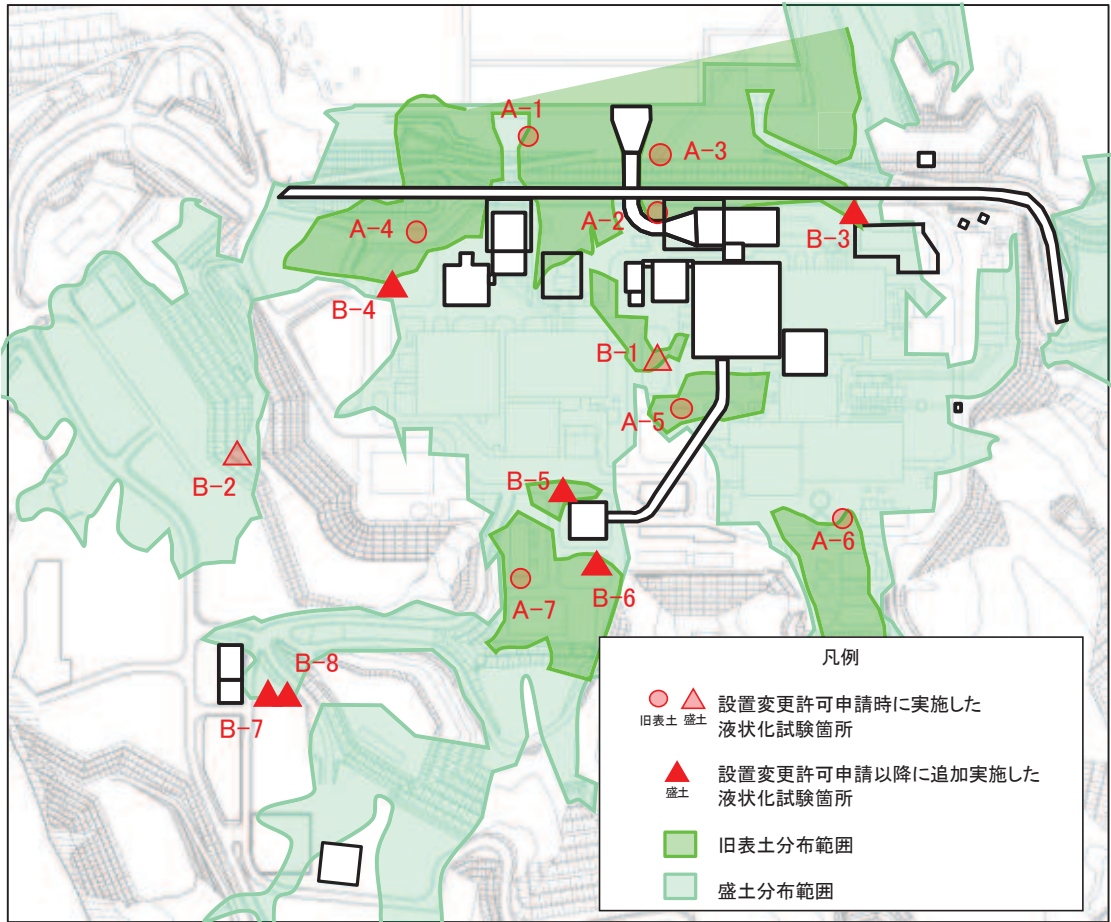 A-1
A-3
A-2
A-4
B-3
B-4
B-1
A-5
B-2
B-5
A-6
A-7
B-6
B-8
B-7
凡例
旧表土 盛土
設置変更許可申請時に実施した
液状化試験箇所
盛土
設置変更許可申請以降に追加実施した
液状化試験箇所
旧表土分布範囲
盛土分布範囲